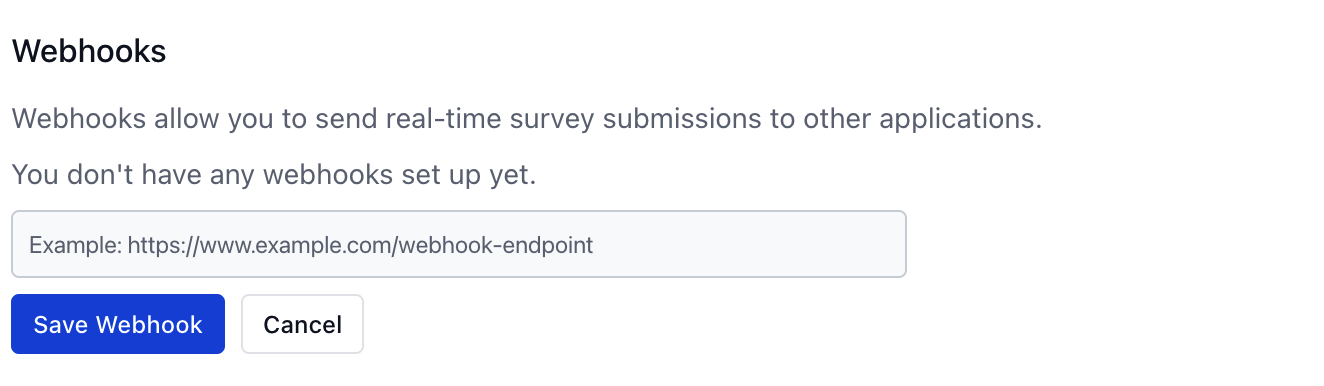 Webhooks
Webhooks allow you to send real-time survey submissions to other applications.
You don't have any webhooks set up yet.
Example: https://www.example.com/webhook-endpoint
Save Webhook
Cancel